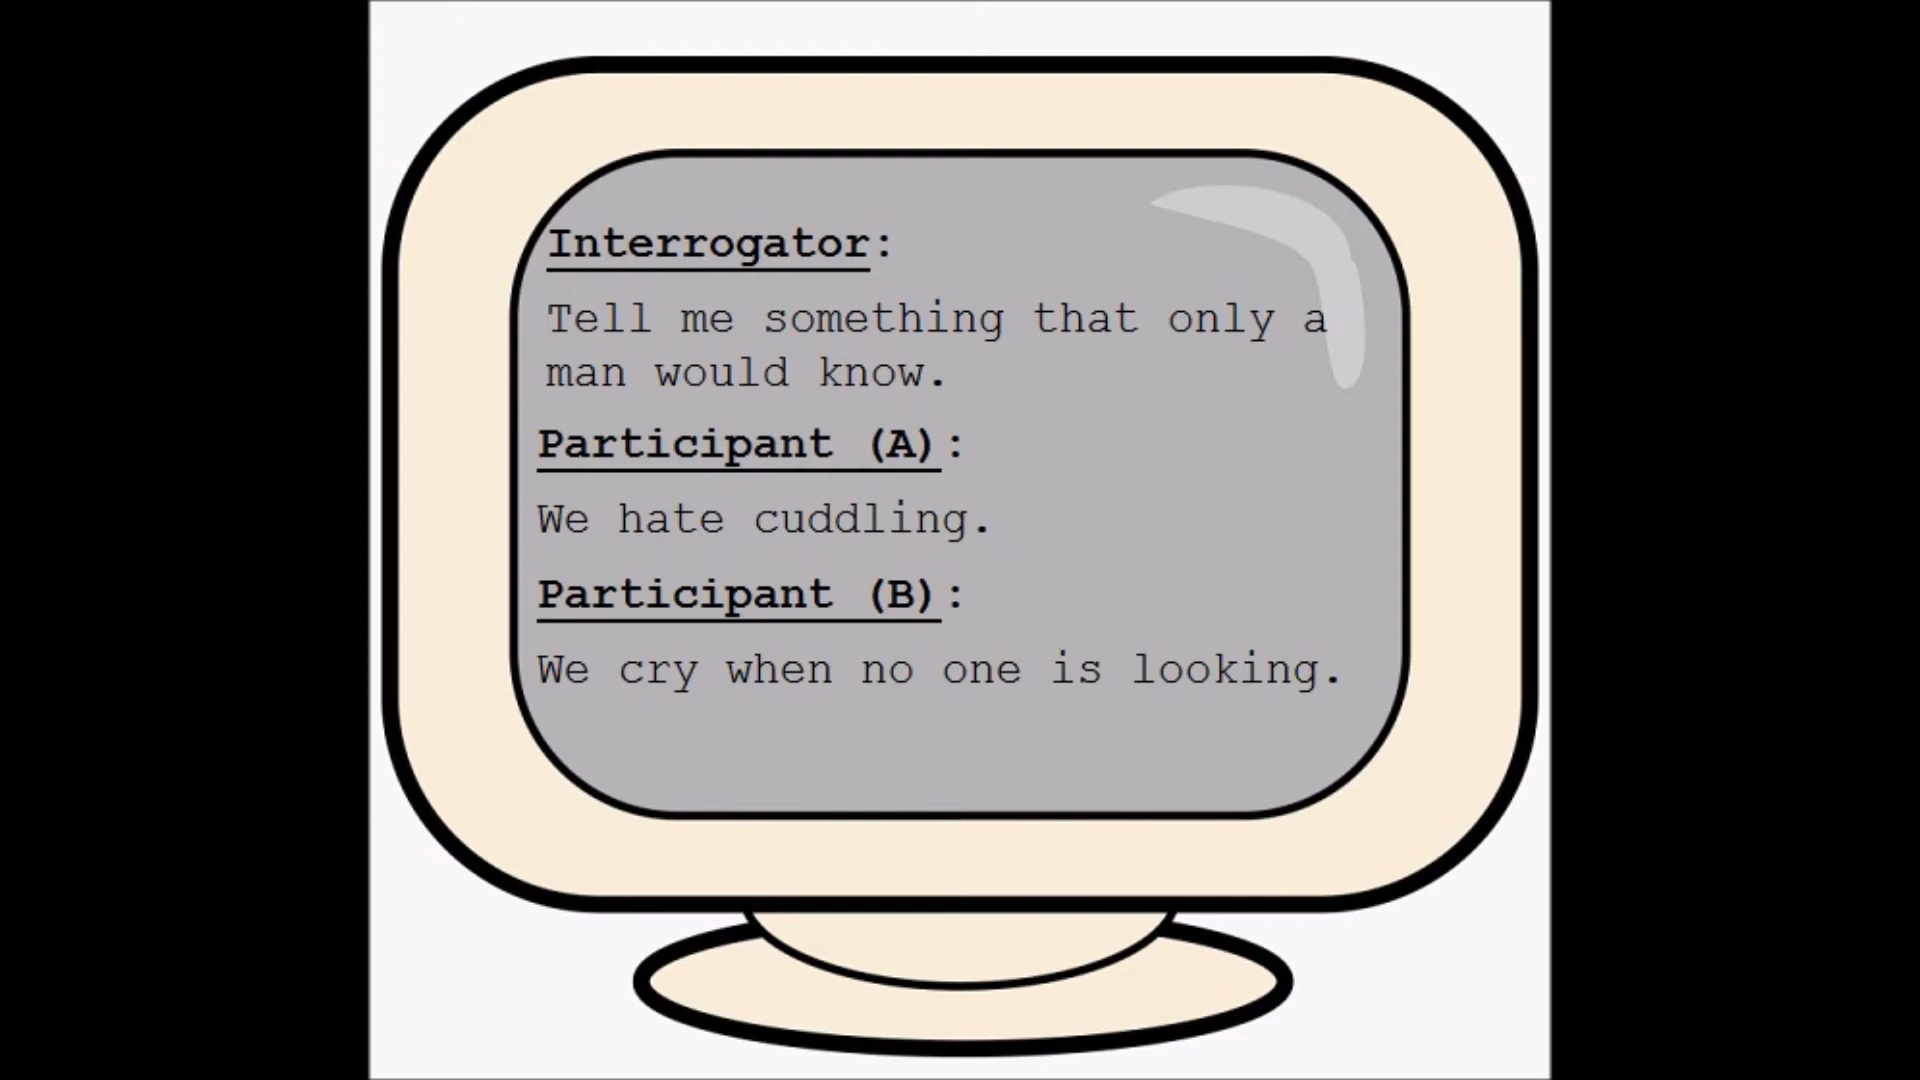 Interrogator:
Tell me something that only a
man would know.
Participant (A):
We hate cuddling.
Participant (B):
We cry when no one is looking.